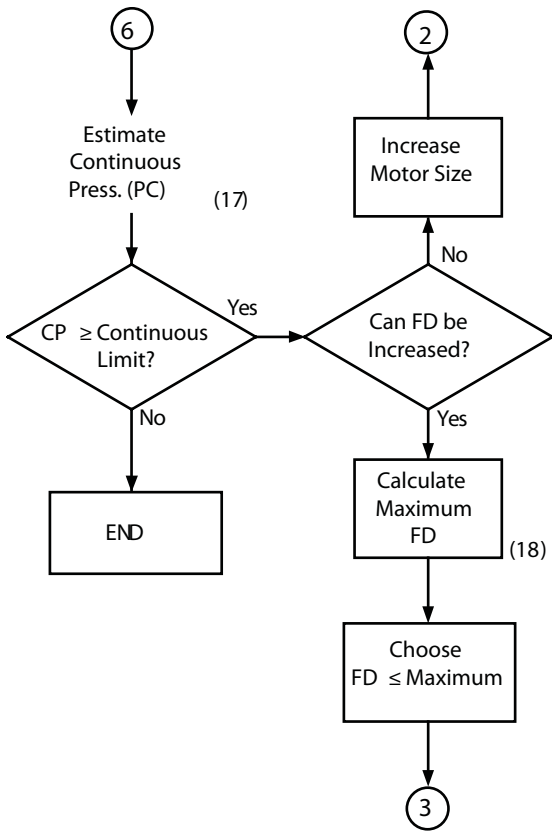 6
Estimate
Continuous
Press. (PC)
(17)
CP ≥ Continuous
Limit?
Yes
No
END
2
Increase
Motor Size
No
Can FD be
Increased?
Yes
Calculate
Maximum
FD
(18)
Choose
FD ≤ Maximum
3